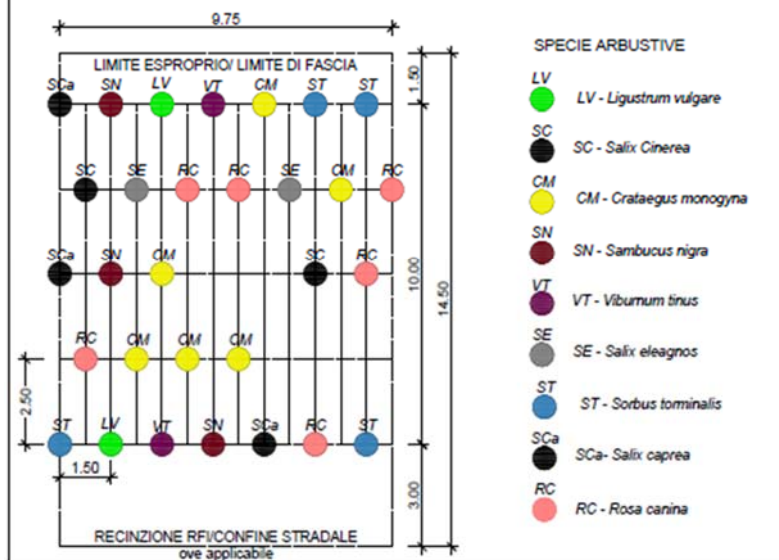 9.75
LIMITE ESPROPRIO/ LIMITE DI FASCIA
1.50
SCa SN LV VT CM ST ST
SC SE RC RC SE CM RC
SCa SN CM SC RC
10.00
14.50
RC CM CM CM
2.50
ST LV VT SN SCa RC ST
1.50
3.00
RECINZIONE RFI/CONFINE STRADALE
ove applicabile
SPECIE ARBUSTIVE
LV
LV - Ligustrum vulgare
SC
SC - Salix Cinerea
CM
CM - Crataegus monogyna
SN
SN - Sambucus nigra
VT
VT - Viburnum tinus
SE
SE - Salix eleagnos
ST
ST - Sorbus torminalis
SCa
SCa- Salix caprea
RC
RC - Rosa canina